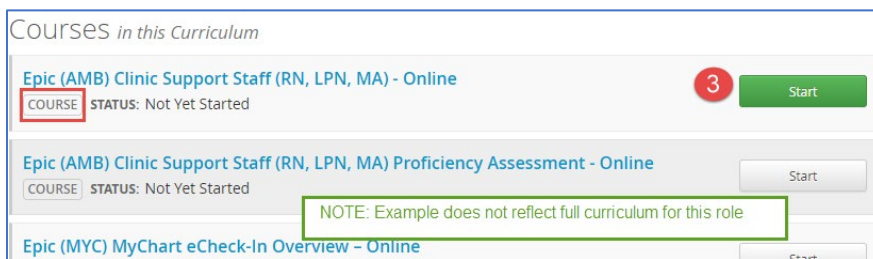 Courses in this Curriculum
Epic (AMB) Clinic Support Staff (RN, LPN, MA) - Online
COURSE STATUS: Not Yet Started
3
Start
Epic (AMB) Clinic Support Staff (RN, LPN, MA) Proficiency Assessment - Online
COURSE STATUS: Not Yet Started
Start
NOTE: Example does not reflect full curriculum for this role
Epic (MYC) MyChart eCheck-In Overview – Online
Start